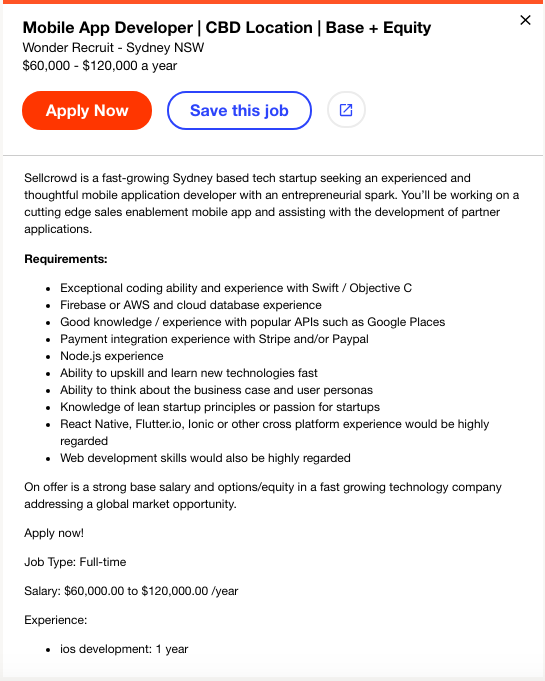 Mobile App Developer | CBD Location | Base + Equity
Wonder Recruit - Sydney NSW
$60,000 - $120,000 a year
Apply Now
Save this job
Sellcrowd is a fast-growing Sydney based tech startup seeking an experienced and
thoughtful mobile application developer with an entrepreneurial spark. You’ll be working on a
cutting edge sales enablement mobile app and assisting with the development of partner
applications.
Requirements:
• Exceptional coding ability and experience with Swift / Objective C
• Firebase or AWS and cloud database experience
• Good knowledge / experience with popular APIs such as Google Places
• Payment integration experience with Stripe and/or Paypal
• Node.js experience
• Ability to upskill and learn new technologies fast
• Ability to think about the business case and user personas
• Knowledge of lean startup principles or passion for startups
• React Native, Flutter.io, Ionic or other cross platform experience would be highly
regarded
• Web development skills would also be highly regarded
On offer is a strong base salary and options/equity in a fast growing technology company
addressing a global market opportunity.
Apply now!
Job Type: Full-time
Salary: $60,000.00 to $120,000.00 /year
Experience:
• ios development: 1 year